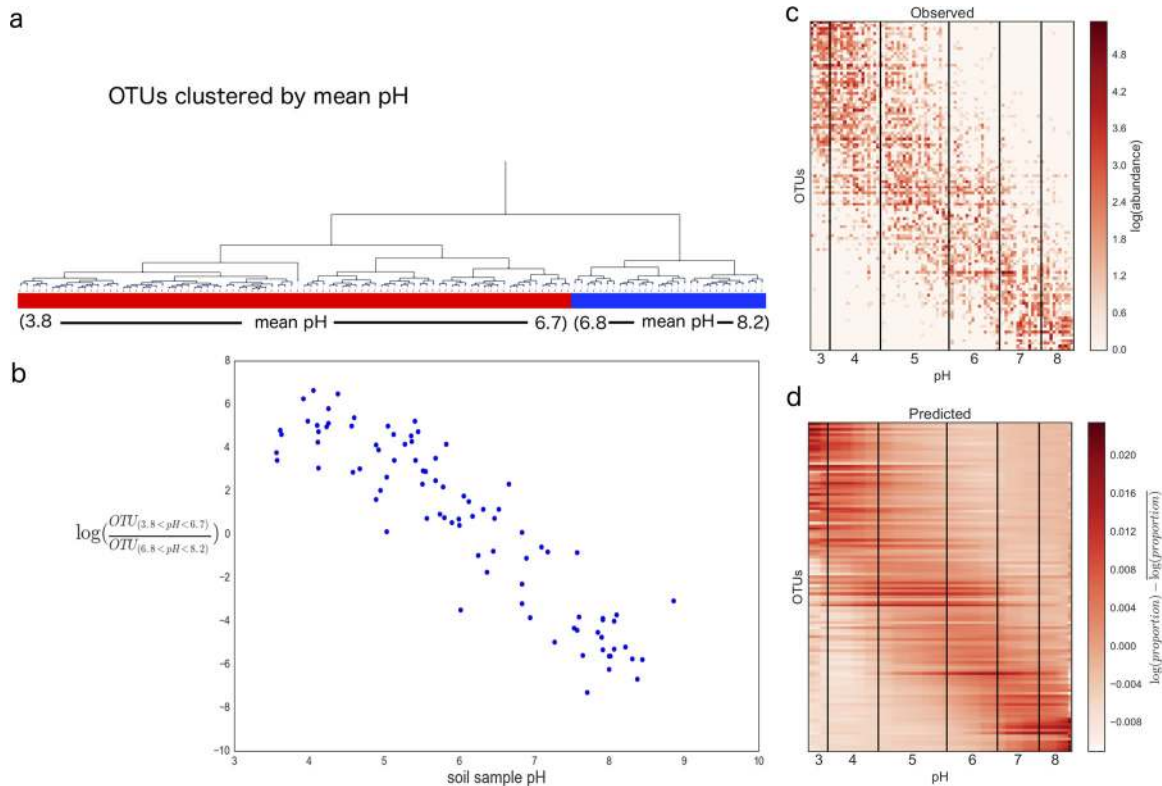 a
OTUs clustered by mean pH
(3.8 mean pH 6.7) (6.8 mean pH 8.2)
b
log(OTU(3.8<pH<6.7) / OTU(6.8<pH<8.2))
8
6
4
2
0
−2
−4
−6
−8
−10
3 4 5 6 7 8 9 10
soil sample pH
c
Observed
OTUs
3 4 5 6 7 8
pH
4.8
4.2
3.6
3.0
2.4
1.8
1.2
0.6
0.0
log(abundance)
d
Predicted
OTUs
3 4 5 6 7 8
pH
0.020
0.016
0.012
0.008
0.004
0.000
−0.004
−0.008
log(proportion) − log(proportion)